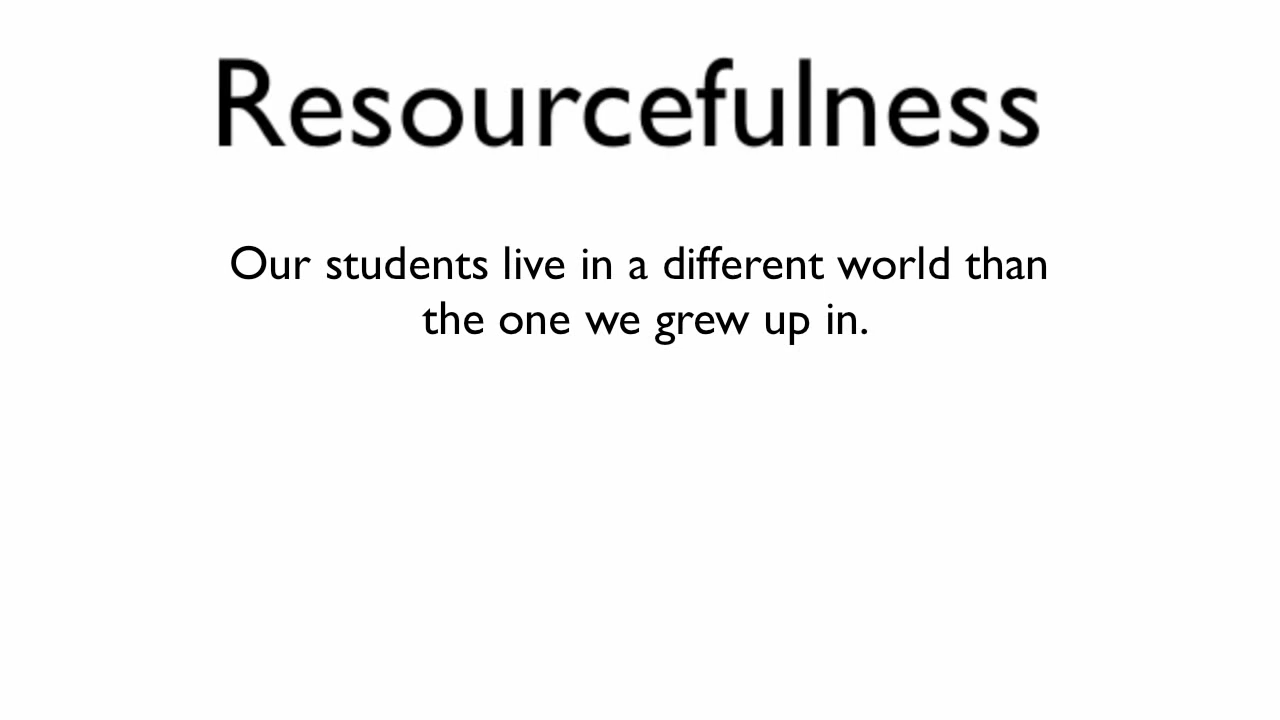 Resourcefulness
Our students live in a different world than
the one we grew up in.